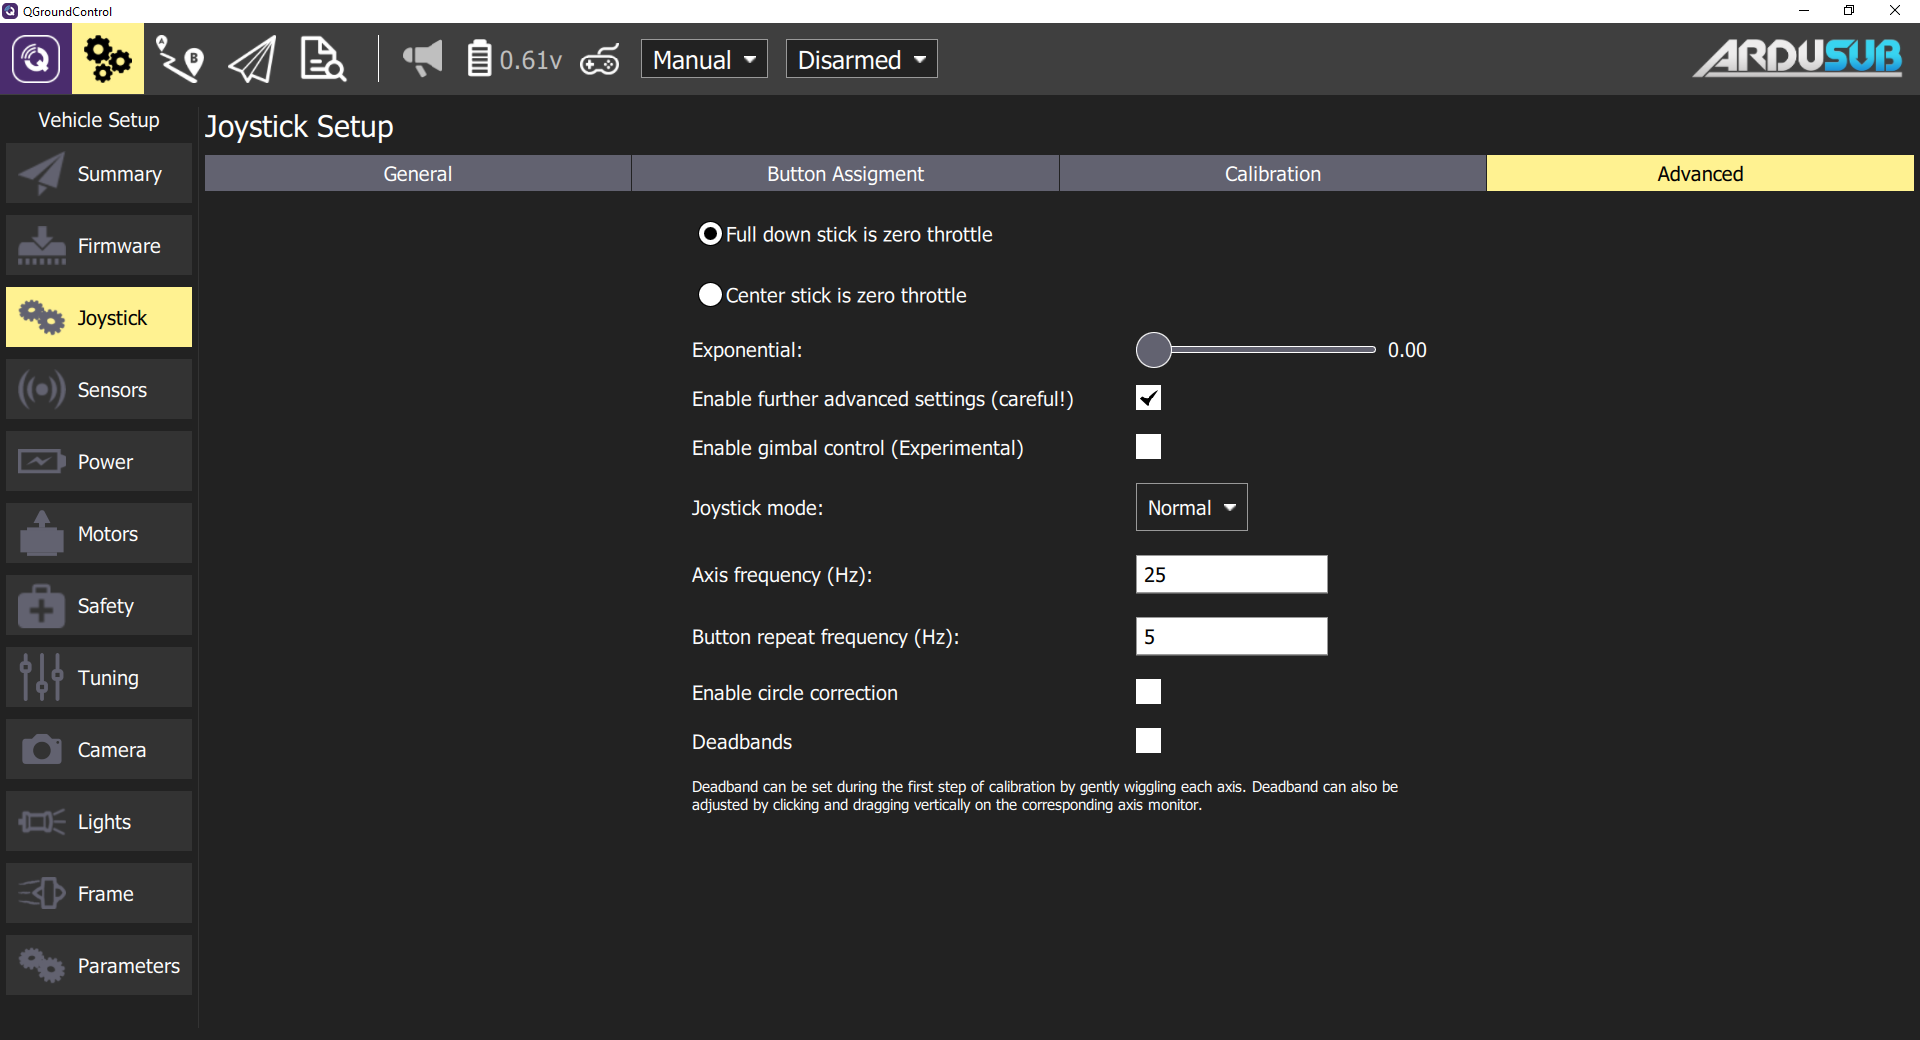 QGroundControl
0.61v
Manual
Disarmed
ARDUSUB
Vehicle Setup
Summary
Firmware
Joystick
Sensors
Power
Motors
Safety
Tuning
Camera
Lights
Frame
Parameters
Joystick Setup
General
Button Assigment
Calibration
Advanced
Full down stick is zero throttle
Center stick is zero throttle
Exponential:
0.00
Enable further advanced settings (careful!)
Enable gimbal control (Experimental)
Joystick mode:
Normal
Axis frequency (Hz):
25
Button repeat frequency (Hz):
5
Enable circle correction
Deadbands
Deadband can be set during the first step of calibration by gently wiggling each axis. Deadband can also be
adjusted by clicking and dragging vertically on the corresponding axis monitor.